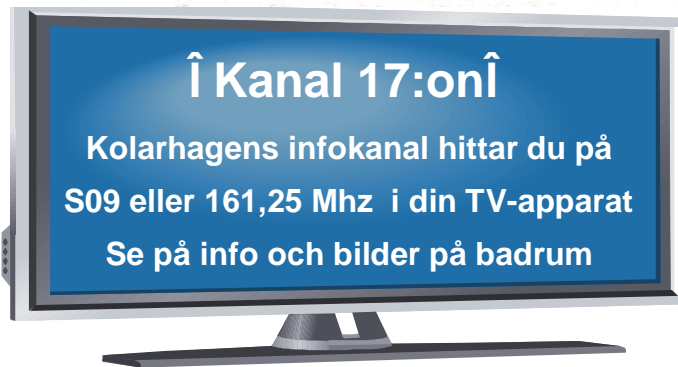 Î Kanal 17:onÎ
Kolarhagens infokanal hittar du på
S09 eller 161,25 Mhz i din TV-apparat
Se på info och bilder på badrum